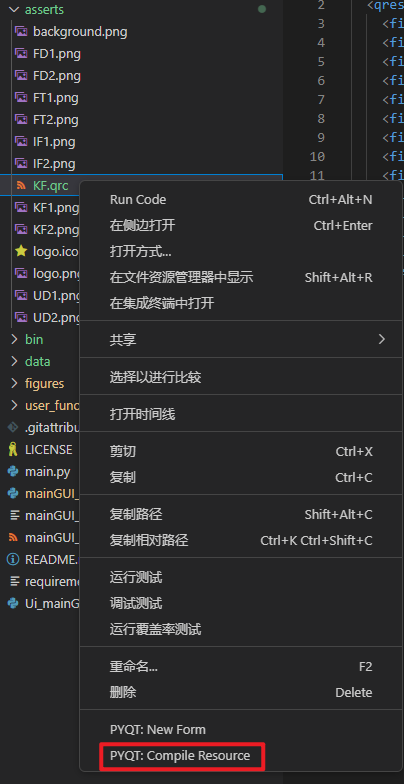 asserts
background.png
FD1.png
FD2.png
FT1.png
FT2.png
IF1.png
IF2.png
KF.qrc
KF1.png
KF2.png
logo.ico
logo.png
UD1.png
UD2.png
bin
data
figures
user_func
.gitattribu
LICENSE
main.py
mainGUI_
mainGUI_
mainGUI_
README.
requireme
Ui_mainG
2 <qres
3 <fi
4 <fi
5 <fi
6 <fi
7 <fi
8 <fi
9 <fi
10 <fi
11 <fi
Run Code Ctrl+Alt+N
在侧边打开 Ctrl+Enter
打开方式...
在文件资源管理器中显示 Shift+Alt+R
在集成终端中打开
共享
选择以进行比较
打开时间线
剪切 Ctrl+X
复制 Ctrl+C
复制路径 Shift+Alt+C
复制相对路径 Ctrl+K Ctrl+Shift+C
运行测试
调试测试
运行覆盖率测试
重命名... F2
删除 Delete
PYQT: New Form
PYQT: Compile Resource